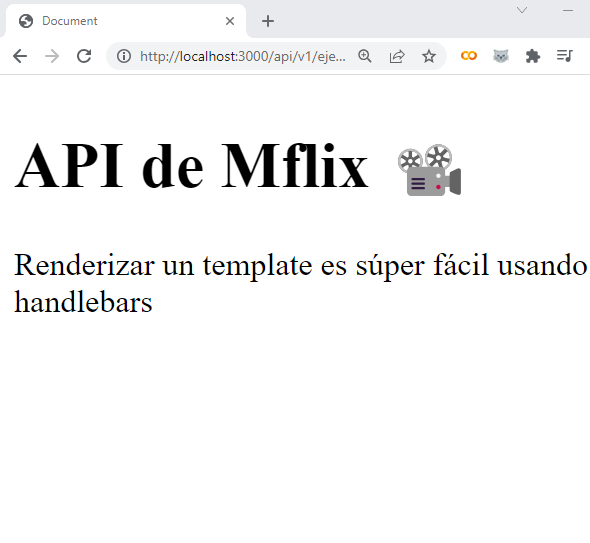 Document
http://localhost:3000/api/v1/eje...
API de Mflix
Renderizar un template es súper fácil usando
handlebars